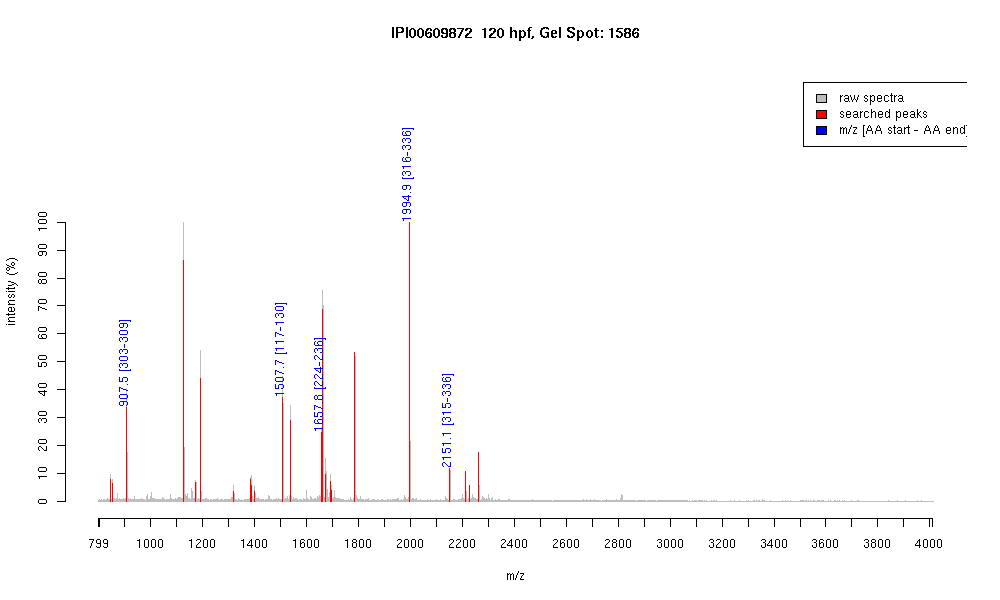 IPI00609872  120 hpf, Gel Spot: 1586
raw spectra
searched peaks
m/z [AA start - AA end]
intensity (%)
100
90
80
70
60
50
40
30
20
10
0
907.5 [303-309]
1507.7 [117-130]
1657.8 [224-236]
1994.9 [316-336]
2151.1 [315-336]
799 1000 1200 1400 1600 1800 2000 2200 2400 2600 2800 3000 3200 3400 3600 3800 4000
m/z